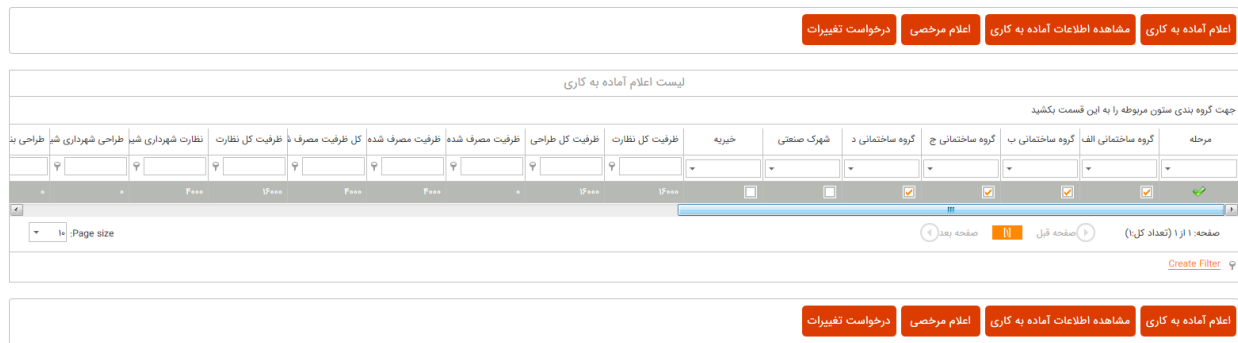 اعلام آماده به کاری مشاهده اطلاعات آماده به کاری اعلام مرخصی درخواست تغییرات
لیست اعلام آماده به کاری
جهت گروه بندی ستون مربوطه را به این قسمت بکشید
مرحله گروه ساختمانی الف گروه ساختمانی ب گروه ساختمانی ج گروه ساختمانی د شهرک صنعتی خیریه ظرفیت کل نظارت ظرفیت کل طراحی ظرفیت مصرف شده ظرفیت مصرف شده کل ظرفیت مصرف ظرفیت کل نظارت نظارت شهرداری طراحی شهرداری طراحی
۱۶۰۰۰ ۱۶۰۰۰ ۰ ۴۰۰۰ ۴۰۰۰ ۱۶۰۰۰ ۴۰۰۰ ۰ ۰
صفحه: ۱ از ۱ (تعداد کل:۱) صفحه قبل [۱] صفحه بعد Page size: ۱۰
Create Filter
اعلام آماده به کاری مشاهده اطلاعات آماده به کاری اعلام مرخصی درخواست تغییرات